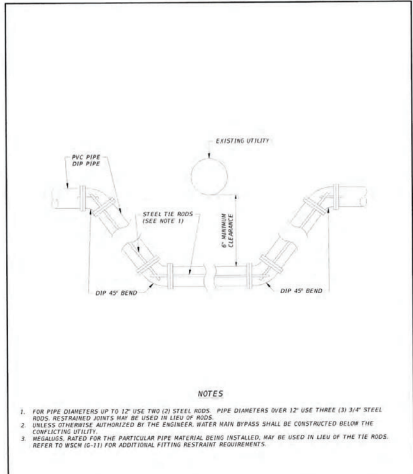 EXISTING UTILITY
PVC PIPE
DIP PIPE
STEEL TIE RODS
(SEE NOTE 1)
6" MINIMUM
CLEARANCE
DIP 45° BEND
DIP 45° BEND
NOTES
1. FOR PIPE DIAMETERS UP TO 12" USE TWO (2) STEEL RODS. PIPE DIAMETERS OVER 12" USE THREE (3) 3/4" STEEL
RODS. RESTRAINED JOINTS MAY BE USED IN LIEU OF RODS.
2. UNLESS OTHERWISE AUTHORIZED BY THE ENGINEER, WATER MAIN BYPASS SHALL BE CONSTRUCTED BELOW THE
CONFLICTING UTILITY.
3. MEGALUGS, RATED FOR THE PARTICULAR PIPE MATERIAL BEING INSTALLED, MAY BE USED IN LIEU OF THE TIE RODS.
REFER TO WSCM (G-11) FOR ADDITIONAL FITTING RESTRAINT REQUIREMENTS.